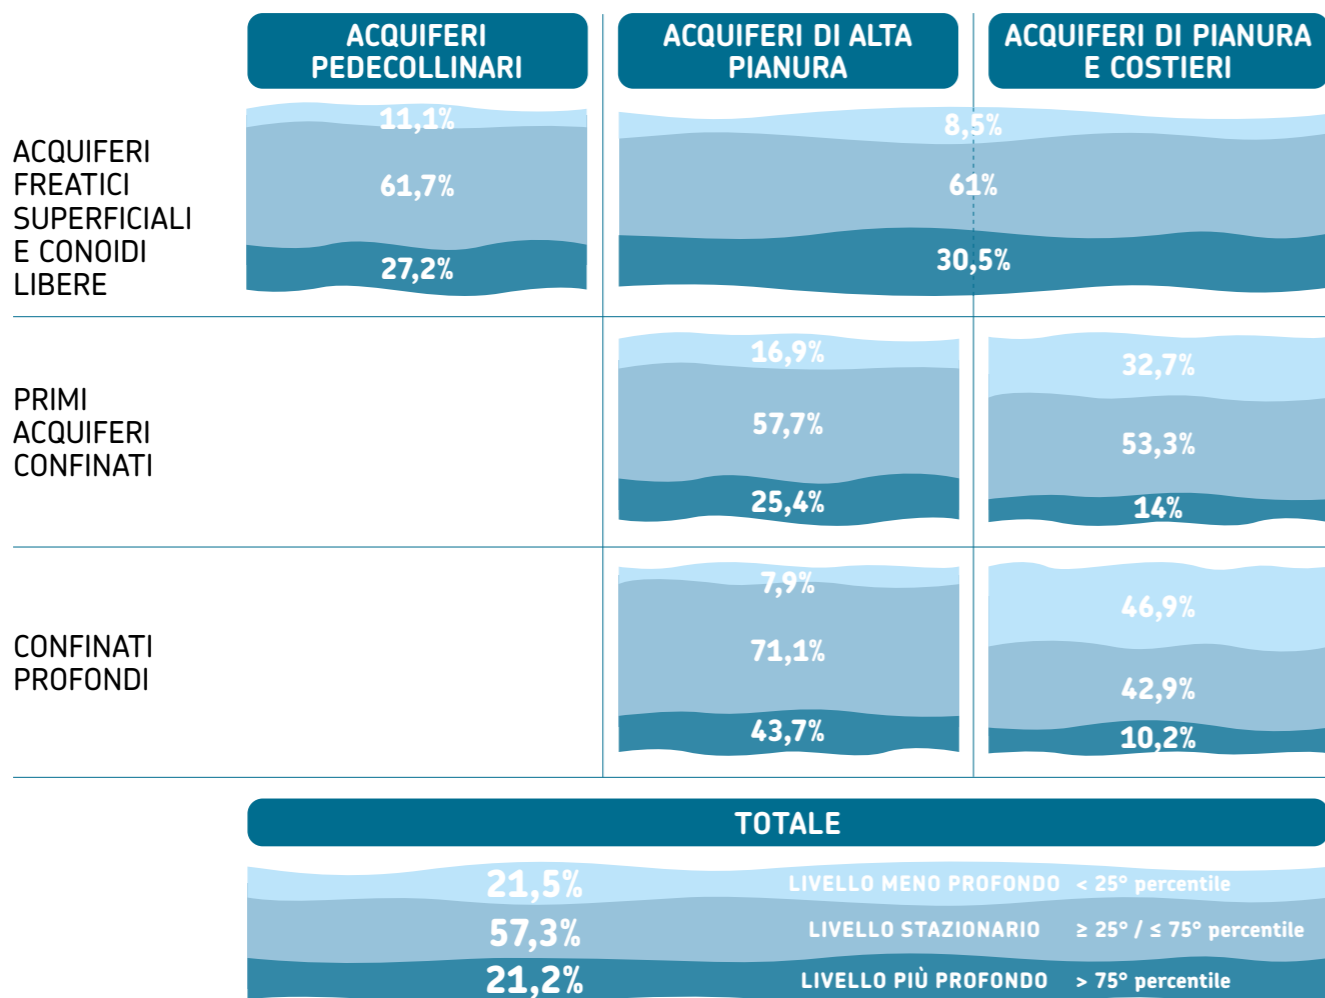 ACQUIFERI
PEDECOLLINARI
ACQUIFERI DI ALTA
PIANURA
ACQUIFERI DI PIANURA
E COSTIERI
ACQUIFERI
FREATICI
SUPERFICIALI
E CONOIDI
LIBERE
11,1%
61,7%
27,2%
8,5%
61%
30,5%
PRIMI
ACQUIFERI
CONFINATI
16,9%
57,7%
25,4%
32,7%
53,3%
14%
CONFINATI
PROFONDI
7,9%
71,1%
43,7%
46,9%
42,9%
10,2%
TOTALE
21,5% LIVELLO MENO PROFONDO < 25° percentile
57,3% LIVELLO STAZIONARIO ≥ 25° / ≤ 75° percentile
21,2% LIVELLO PIÙ PROFONDO > 75° percentile